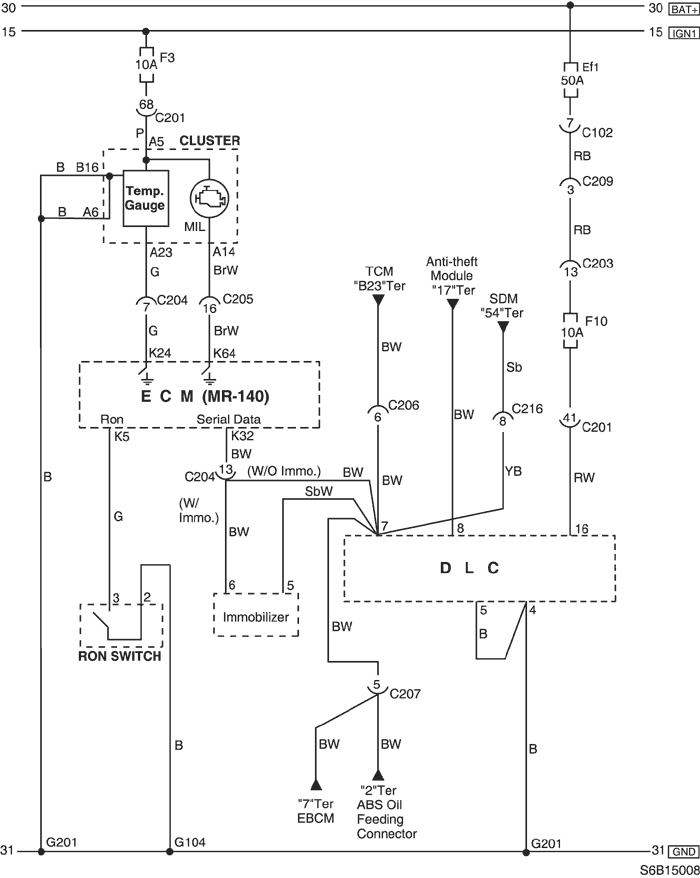 30 30 BAT+
15 15 IGN1
F3
10A
Ef1
50A
68
C201
7
C102
P
A5
CLUSTER
RB
B
B16
Temp.
Gauge
C209
3
B
A6
MIL
RB
A23
A14
G
BrW
C203
13
TCM
"B23"Ter
Anti-theft
Module
"17"Ter
SDM
"54"Ter
C204
7
C205
16
F10
10A
G
BrW
BW
K24
K64
Sb
E C M (MR-140)
C206
6
BW
C216
8
41
C201
Ron
Serial Data
K5
K32
BW
13
C204
(W/O Immo.)
BW
BW
YB
RW
B
SbW
(W/
Immo.)
G
BW
7
8
16
D L C
6
5
3
2
Immobilizer
5
4
B
BW
RON SWITCH
5
C207
B
BW
BW
B
"7"Ter
EBCM
"2"Ter
ABS Oil
Feeding
Connector
G201
G104
G201
31 31 GND
S6B15008